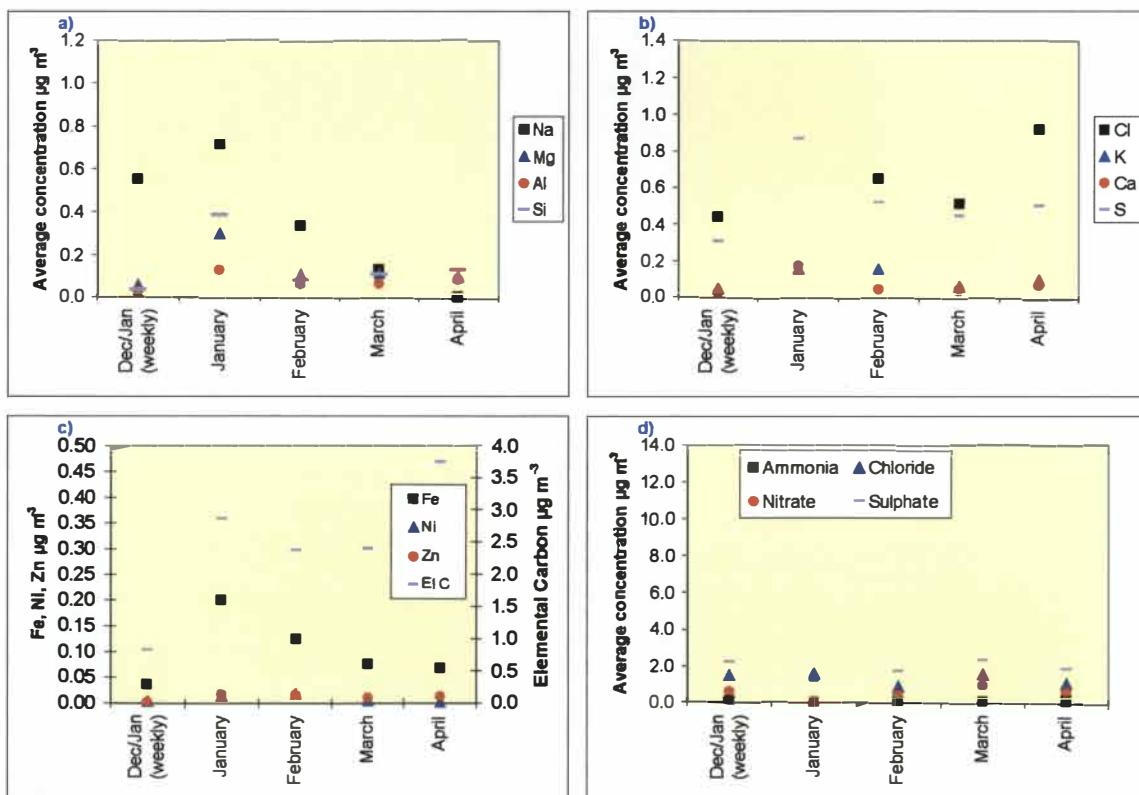 a)
1.2
1.0
0.8
0.6
0.4
0.2
0.0
Average concentration µg m³
Dec/Jan
(weekly)
January
February
March
April
Na
Mg
Al
Si
b)
1.4
1.2
1.0
0.8
0.6
0.4
0.2
0.0
Average concentration µg m³
Dec/Jan
(weekly)
January
February
March
April
Cl
K
Ca
S
c)
0.50
0.45
0.40
0.35
0.30
0.25
0.20
0.15
0.10
0.05
0.00
Fe, Ni, Zn µg m³
4.0
3.5
3.0
2.5
2.0
1.5
1.0
0.5
0.0
Elemental Carbon µg m⁻³
Dec/Jan
(weekly)
January
February
March
April
Fe
Ni
Zn
El C
d)
14.0
12.0
10.0
8.0
6.0
4.0
2.0
0.0
Average concentration µg m³
Dec/Jan
(weekly)
January
February
March
April
Ammonia
Chloride
Nitrate
Sulphate